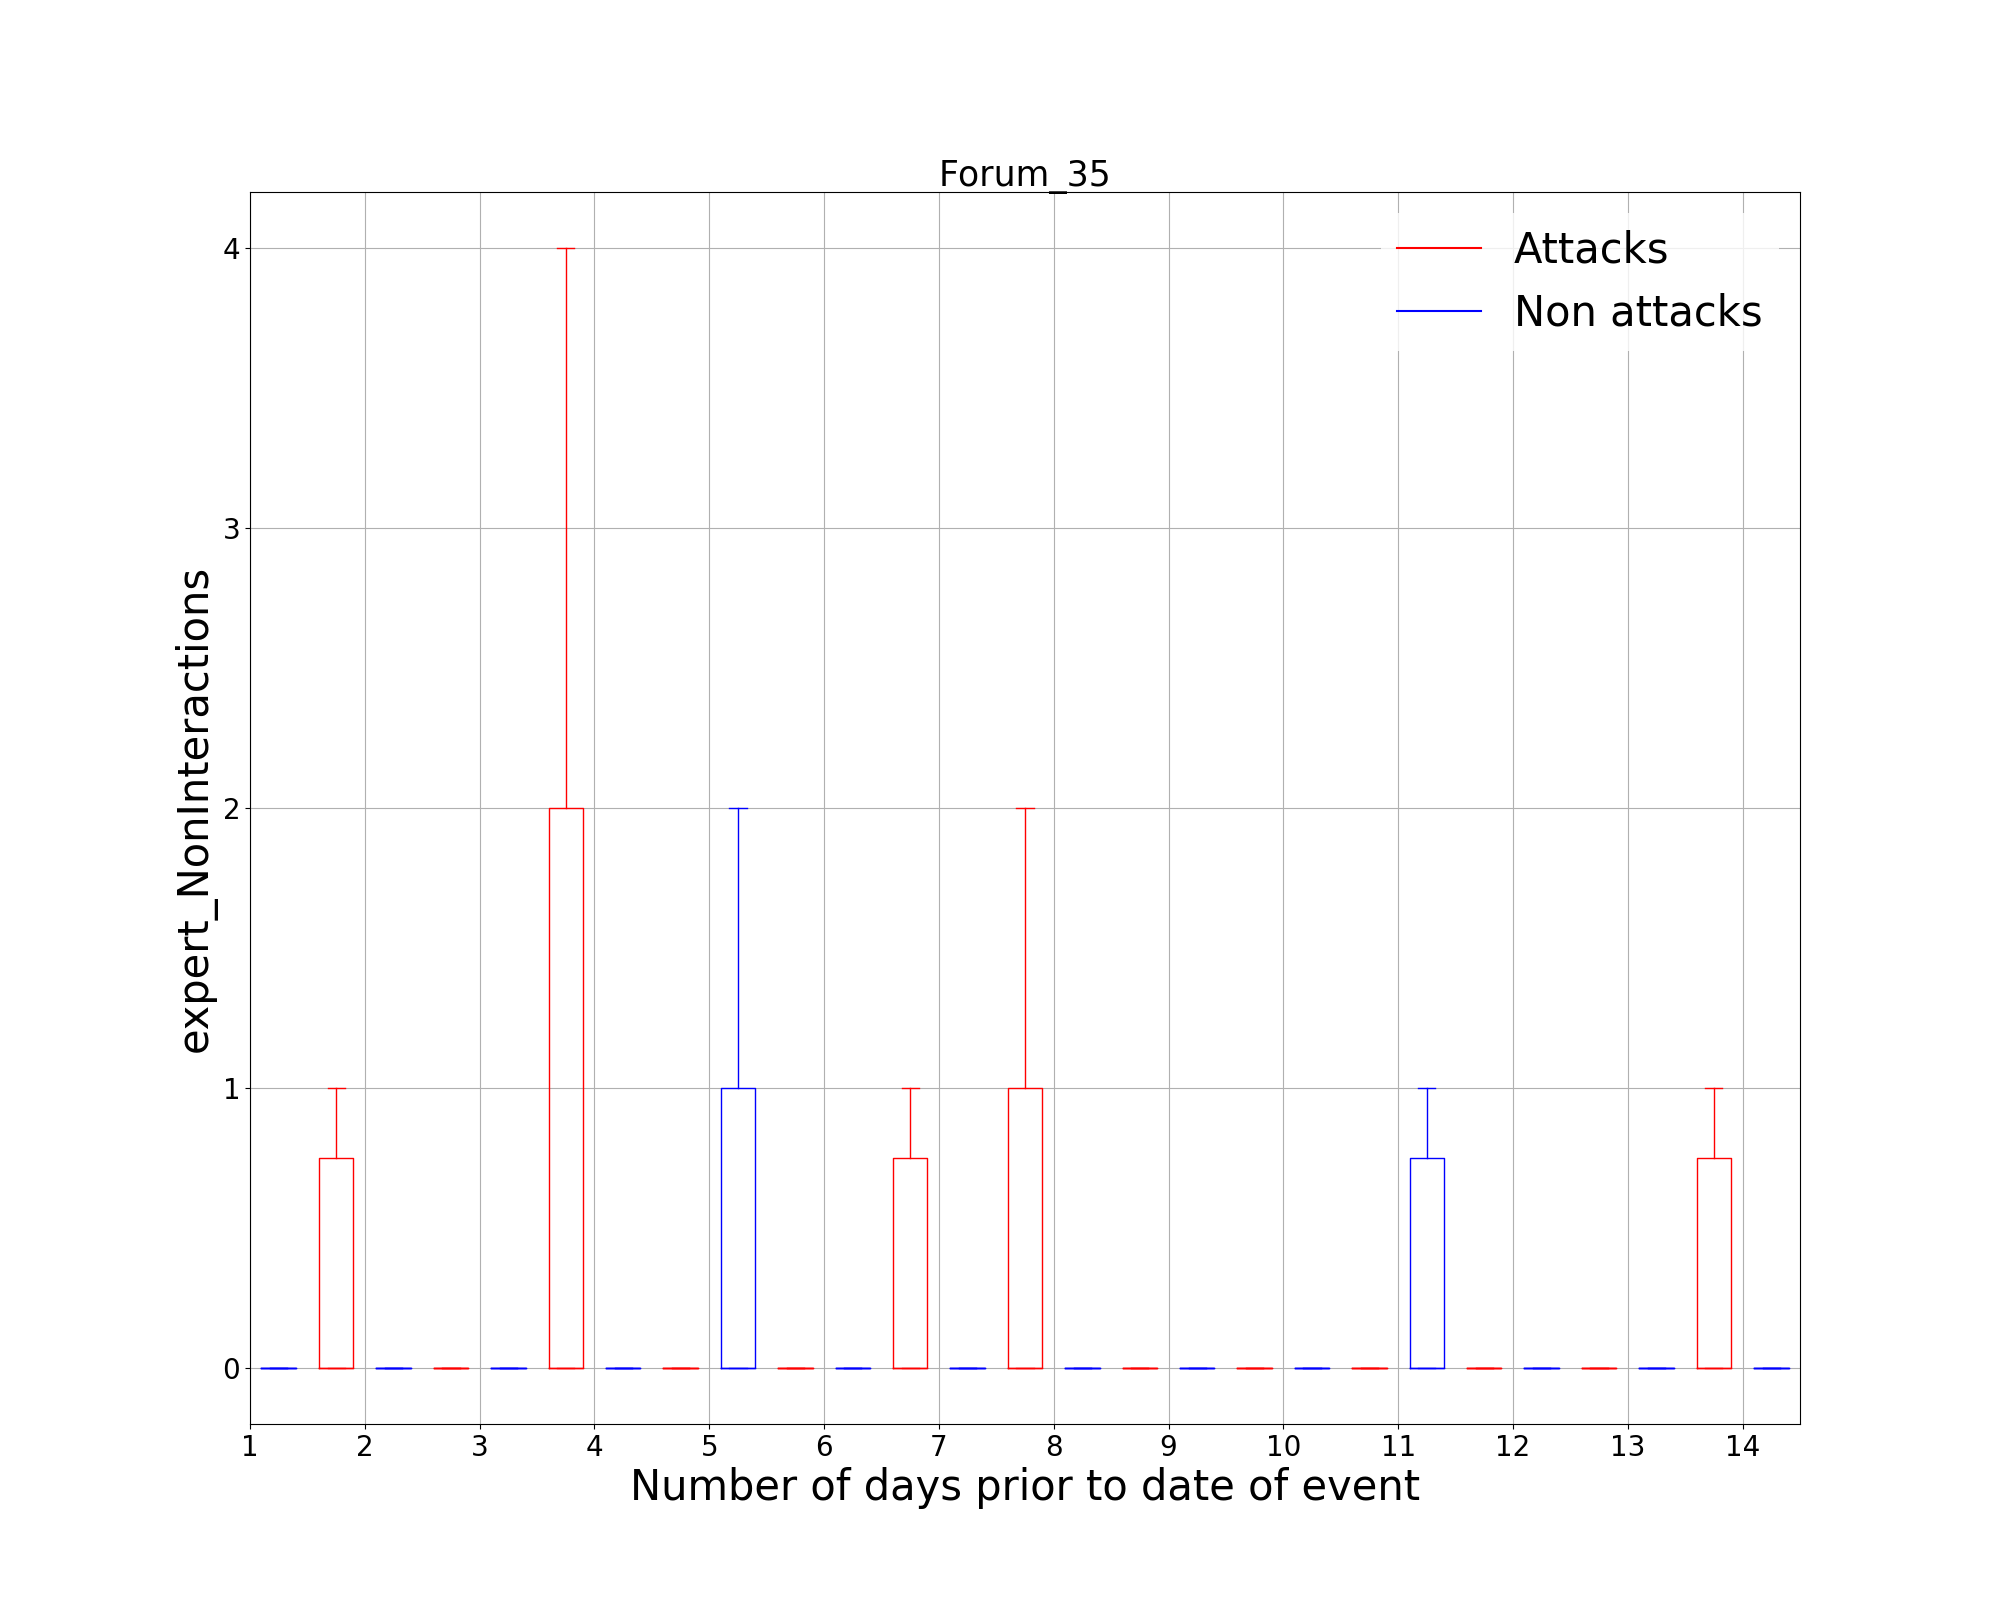 Forum_35
Attacks
Non attacks
expert_NonInteractions
4
3
2
1
0
1 2 3 4 5 6 7 8 9 10 11 12 13 14
Number of days prior to date of event